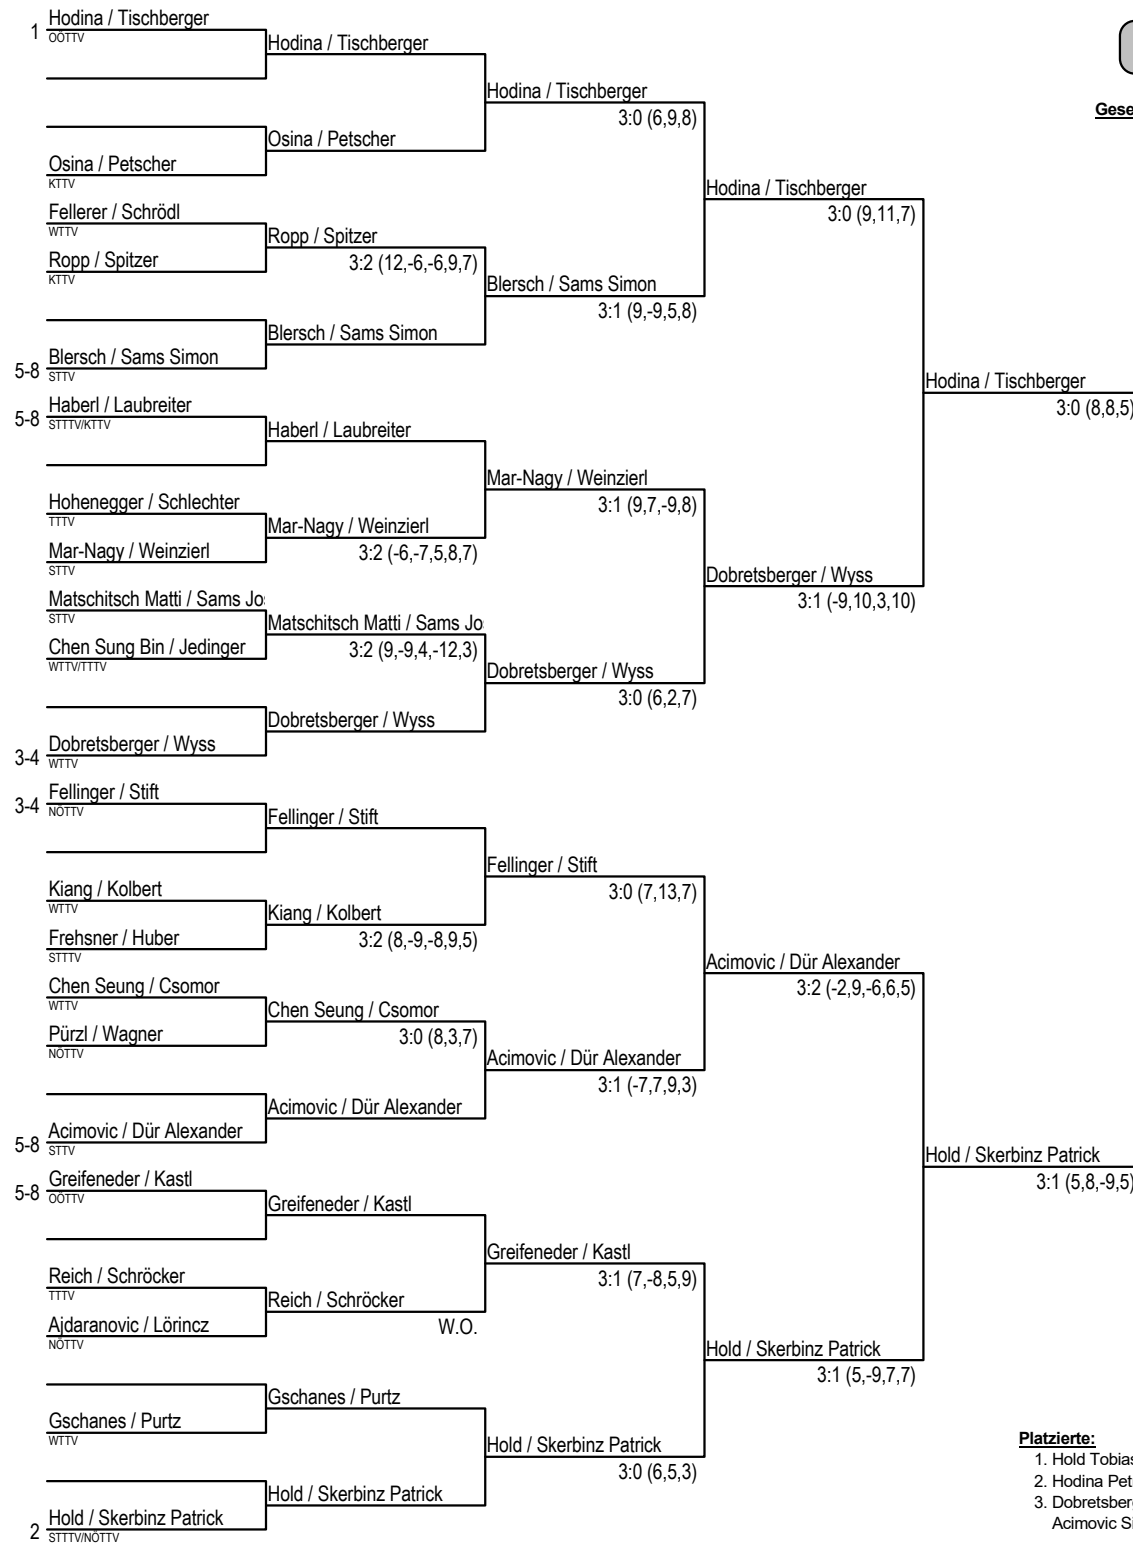 Hodina / Tischberger
1
OÖTTV
Hodina / Tischberger
Hodina / Tischberger
3:0 (6,9,8)
Osina / Petscher
Osina / Petscher
KTTV
Hodina / Tischberger
3:0 (9,11,7)
Fellerer / Schrödl
WTTV
Ropp / Spitzer
3:2 (12,-6,-6,9,7)
Ropp / Spitzer
KTTV
Blersch / Sams Simon
3:1 (9,-9,5,8)
Blersch / Sams Simon
Blersch / Sams Simon
5-8
STTV
Hodina / Tischberger
3:0 (8,8,5)
Haberl / Laubreiter
5-8
STTTV/KTTV
Haberl / Laubreiter
Mar-Nagy / Weinzierl
3:1 (9,7,-9,8)
Hohenegger / Schlechter
TTTV
Mar-Nagy / Weinzierl
3:2 (-6,-7,5,8,7)
Mar-Nagy / Weinzierl
STTV
Dobretsberger / Wyss
3:1 (-9,10,3,10)
Matschitsch Matti / Sams Jo
STTV
Matschitsch Matti / Sams Jo
3:2 (9,-9,4,-12,3)
Chen Sung Bin / Jedinger
WTTV/TTTV
Dobretsberger / Wyss
3:0 (6,2,7)
Dobretsberger / Wyss
Dobretsberger / Wyss
3-4
WTTV
Fellinger / Stift
3-4
NÖTTV
Fellinger / Stift
Fellinger / Stift
3:0 (7,13,7)
Kiang / Kolbert
WTTV
Kiang / Kolbert
3:2 (8,-9,-8,9,5)
Frehsner / Huber
STTTV
Acimovic / Dür Alexander
3:2 (-2,9,-6,6,5)
Chen Seung / Csomor
WTTV
Chen Seung / Csomor
3:0 (8,3,7)
Pürzl / Wagner
NÖTTV
Acimovic / Dür Alexander
3:1 (-7,7,9,3)
Acimovic / Dür Alexander
Acimovic / Dür Alexander
5-8
STTV
Hold / Skerbinz Patrick
3:1 (5,8,-9,5)
Greifeneder / Kastl
5-8
OÖTTV
Greifeneder / Kastl
Greifeneder / Kastl
3:1 (7,-8,5,9)
Reich / Schröcker
TTTV
Reich / Schröcker
W.O.
Ajdaranovic / Lörincz
NÖTTV
Hold / Skerbinz Patrick
3:1 (5,-9,7,7)
Gschanes / Purtz
Gschanes / Purtz
WTTV
Hold / Skerbinz Patrick
3:0 (6,5,3)
Hold / Skerbinz Patrick
Hold / Skerbinz Patrick
2
STTTV/NÖTTV
Gese
Platzierte:
1. Hold Tobias
2. Hodina Pet
3. Dobretsber
Acimovic Si